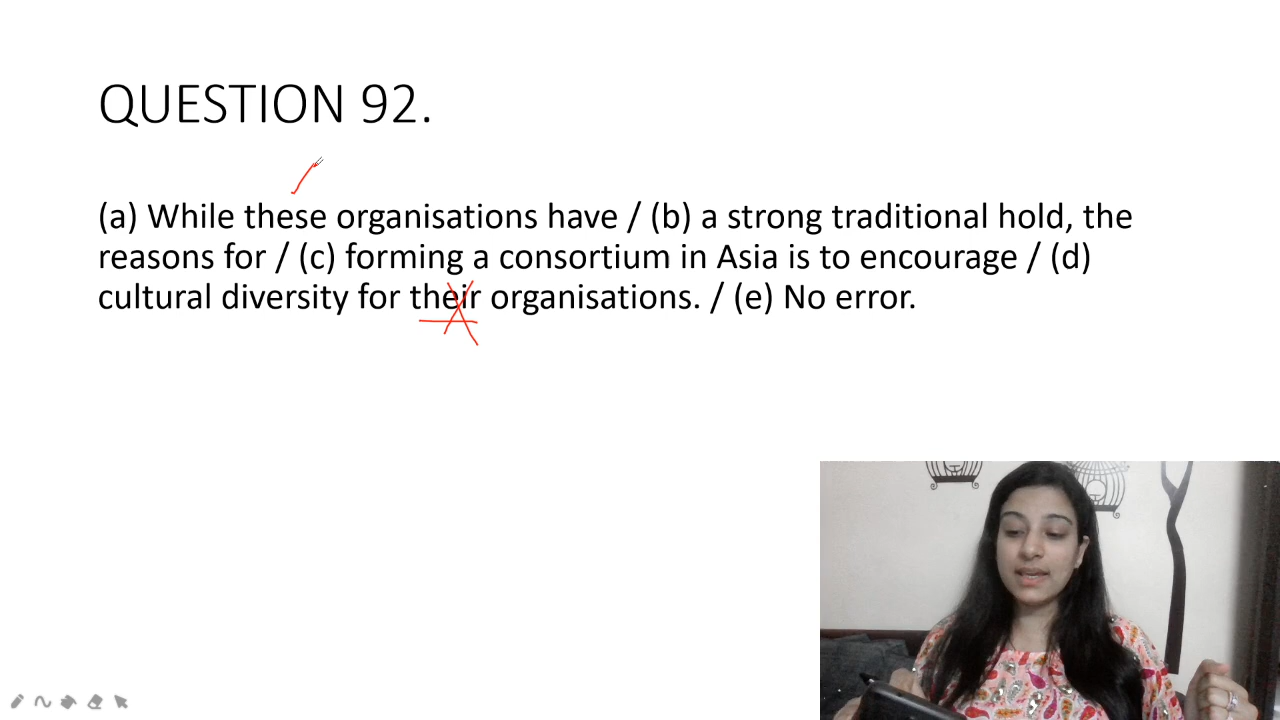 QUESTION 92.
(a) While these organisations have / (b) a strong traditional hold, the
reasons for / (c) forming a consortium in Asia is to encourage / (d)
cultural diversity for their organisations. / (e) No error.